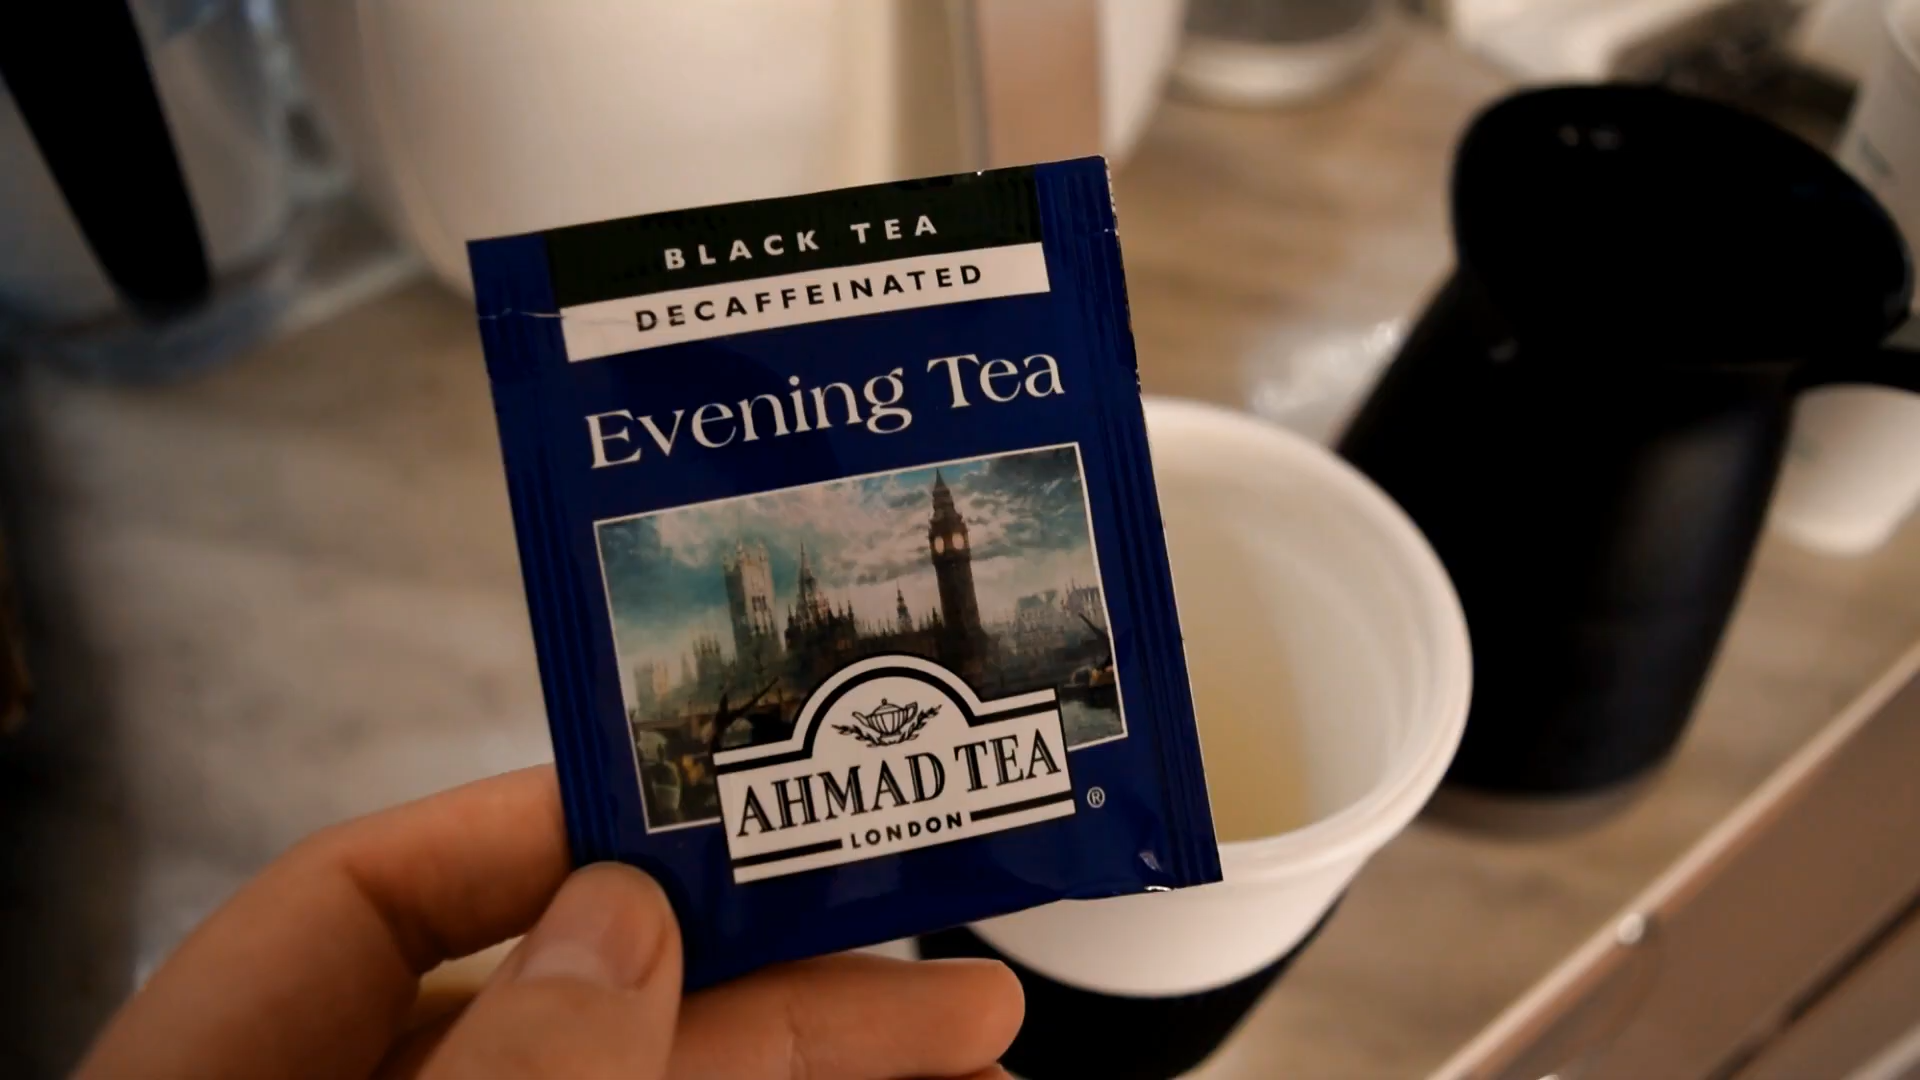 BLACK TEA
DECAFFEINATED
Evening Tea
AHMAD TEA
LONDON
®